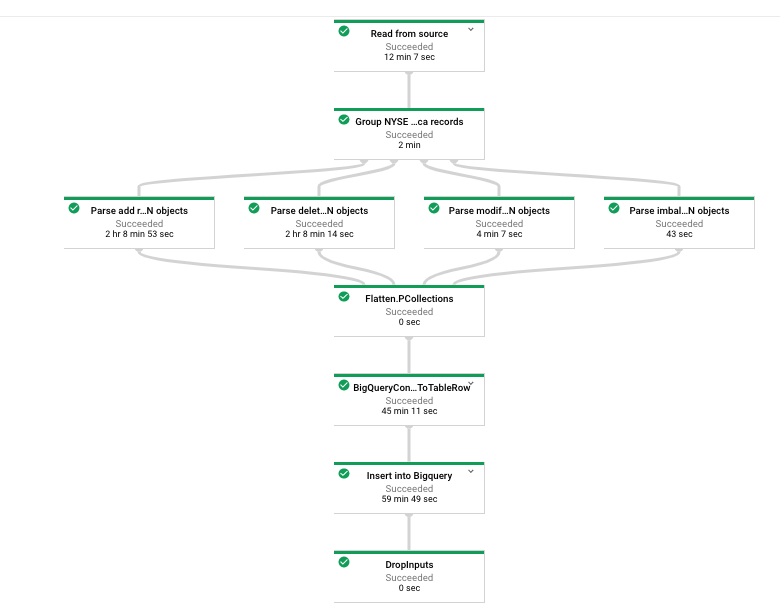 Read from source
Succeeded
12 min 7 sec
Group NYSE ...ca records
Succeeded
2 min
Parse add r...N objects
Succeeded
2 hr 8 min 53 sec
Parse delet...N objects
Succeeded
2 hr 8 min 14 sec
Parse modif...N objects
Succeeded
4 min 7 sec
Parse imbal...N objects
Succeeded
43 sec
Flatten.PCollections
Succeeded
0 sec
BigQueryCon...ToTableRow
Succeeded
45 min 11 sec
Insert into Bigquery
Succeeded
59 min 49 sec
DropInputs
Succeeded
0 sec